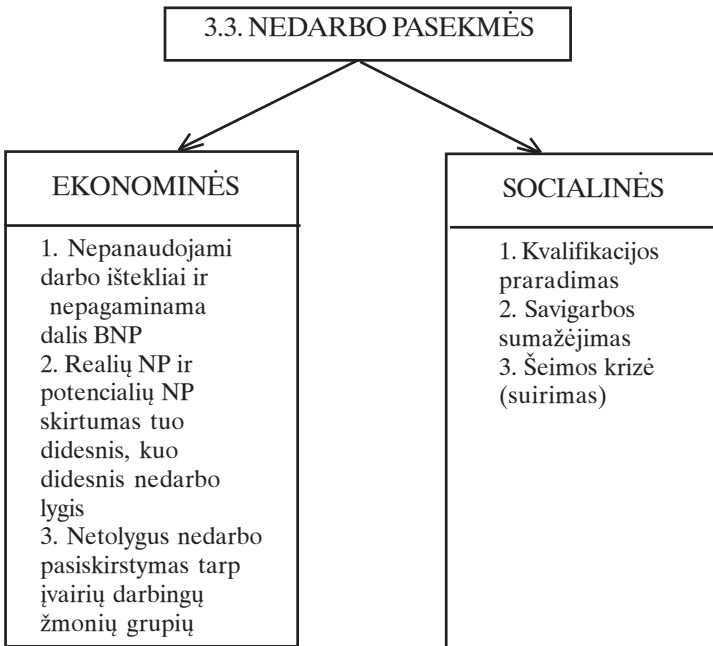 3.3. NEDARBO PASEKMĖS
EKONOMINĖS
1. Nepanaudojami
darbo ištekliai ir
nepagaminama
dalis BNP
2. Realių NP ir
potencialių NP
skirtumas tuo
didesnis, kuo
didesnis nedarbo
lygis
3. Netolygus nedarbo
pasiskirstymas tarp
įvairių darbingų
žmonių grupių
SOCIALINĖS
1. Kvalifikacijos
praradimas
2. Savigarbos
sumažėjimas
3. Šeimos krizė
(suirimas)